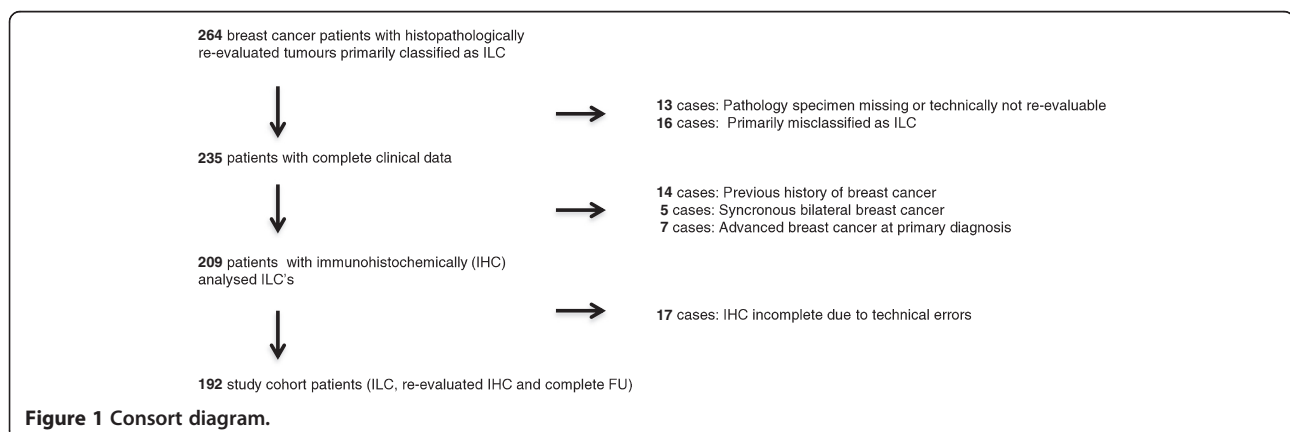 264 breast cancer patients with histopathologically
re-evaluated tumours primarily classified as ILC
13 cases: Pathology specimen missing or technically not re-evaluable
16 cases: Primarily misclassified as ILC
235 patients with complete clinical data
14 cases: Previous history of breast cancer
5 cases: Syncronous bilateral breast cancer
7 cases: Advanced breast cancer at primary diagnosis
209 patients with immunohistochemically (IHC)
analysed ILC's
17 cases: IHC incomplete due to technical errors
192 study cohort patients (ILC, re-evaluated IHC and complete FU)
Figure 1 Consort diagram.